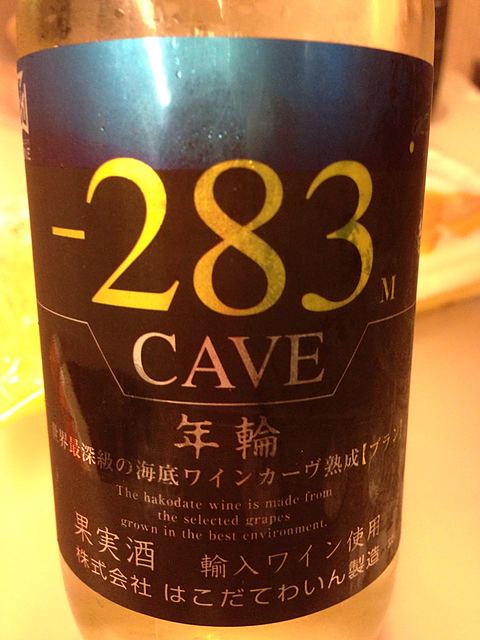 -283M
CAVE
年輪
世界最深級の海底ワインカーヴ熟成【ブラン】
The hakodate wine is made from
the selected grapes
grown in the best environment.
果実酒 輸入ワイン使用
株式会社 はこだてわいん製造